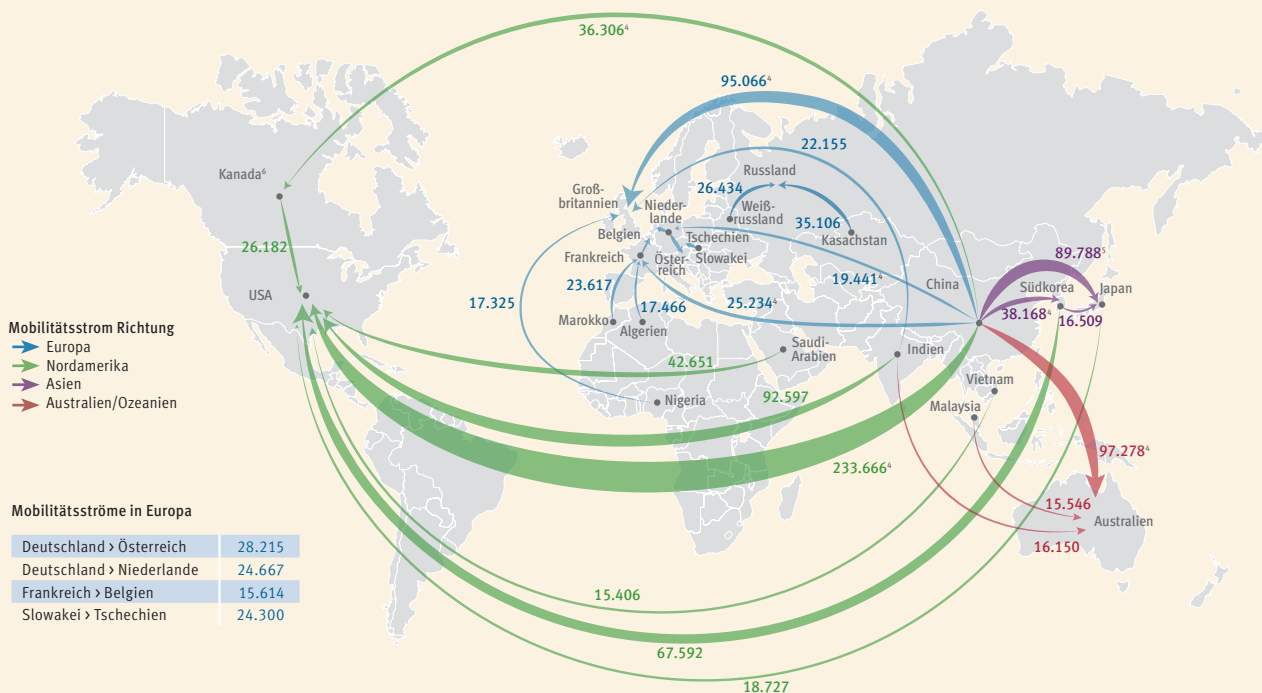 36.306⁴
95.066⁴
22.155
Kanada⁶
Russland
Groß-
britannien
26.434
Nieder-
lande
Weiß-
russland
Belgien
35.106
26.182
Tschechien
Kasachstan
Frankreich
Öster-
reich
Slowakei
89.788⁵
USA
17.325
23.617
19.441⁴
China
Südkorea
Japan
17.466
25.234⁴
38.168⁴
16.509
Marokko
Algerien
Mobilitätsstrom Richtung
Europa
Nordamerika
Asien
Australien/Ozeanien
Saudi-
Arabien
Indien
42.651
Vietnam
92.597
Nigeria
Malaysia
233.666⁴
97.278⁴
15.546
Australien
16.150
Mobilitätsströme in Europa
Deutschland › Österreich 28.215
Deutschland › Niederlande 24.667
Frankreich › Belgien 15.614
Slowakei › Tschechien 24.300
15.406
67.592
18.727